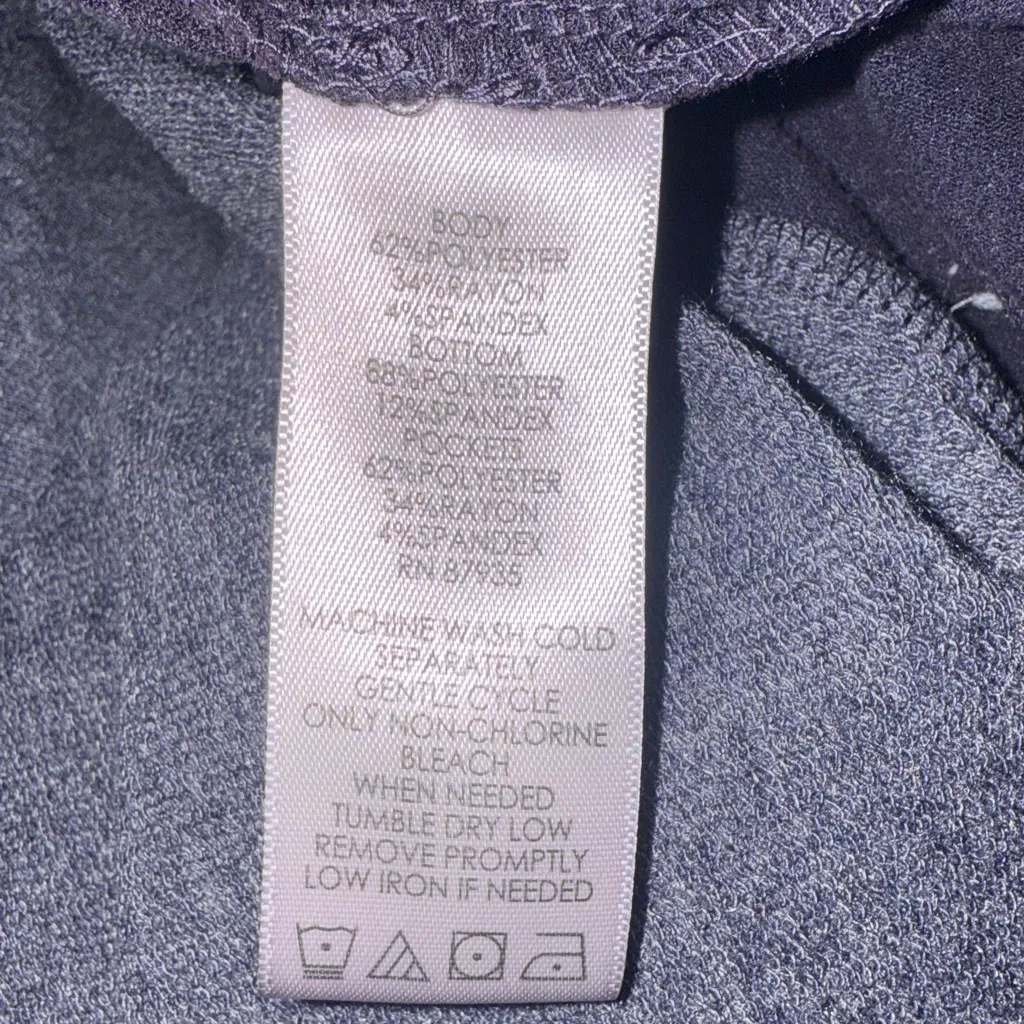 BODY
62%POLYESTER
34%RAYON
4%SPANDEX
BOTTOM
88%POLYESTER
12%SPANDEX
POCKETS
62%POLYESTER
34%RAYON
4%SPANDEX
RN 87935
MACHINE WASH COLD
SEPARATELY
GENTLE CYCLE
ONLY NON-CHLORINE
BLEACH
WHEN NEEDED
TUMBLE DRY LOW
REMOVE PROMPTLY
LOW IRON IF NEEDED